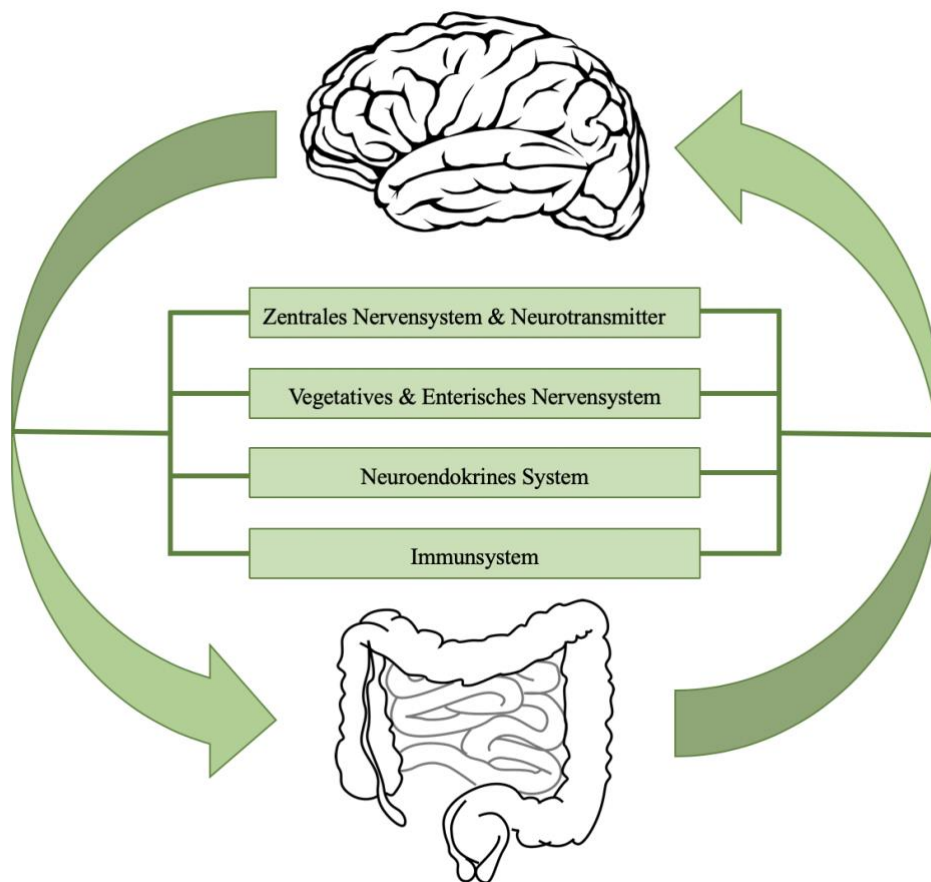 Zentrales Nervensystem & Neurotransmitter
Vegetatives & Enterisches Nervensystem
Neuroendokrines System
Immunsystem